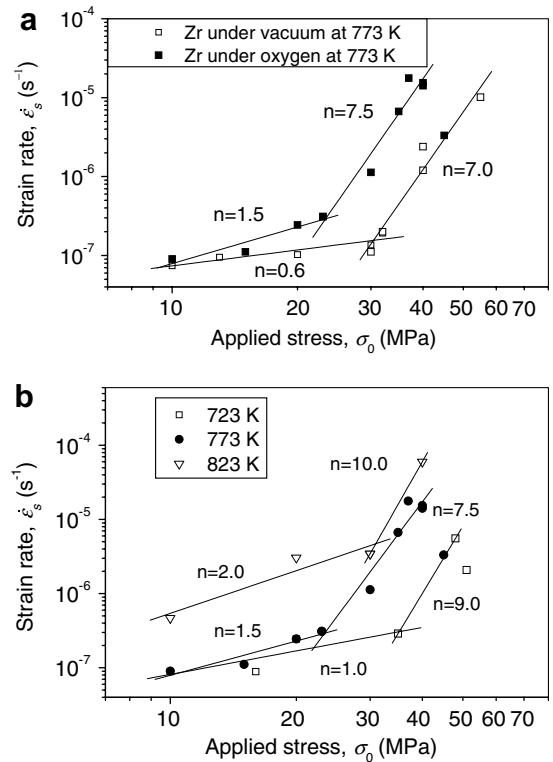 a
Zr under vacuum at 773 K
Zr under oxygen at 773 K
10⁻⁴
10⁻⁵
10⁻⁶
10⁻⁷
Strain rate, ε̇ₛ (s⁻¹)
n=7.5
n=7.0
n=1.5
n=0.6
10 20 30 40 50 60 70
Applied stress, σ₀ (MPa)
b
723 K
773 K
823 K
10⁻⁴
10⁻⁵
10⁻⁶
10⁻⁷
Strain rate, ε̇ₛ (s⁻¹)
n=10.0
n=7.5
n=2.0
n=9.0
n=1.5
n=1.0
10 20 30 40 50 60 70
Applied stress, σ₀ (MPa)